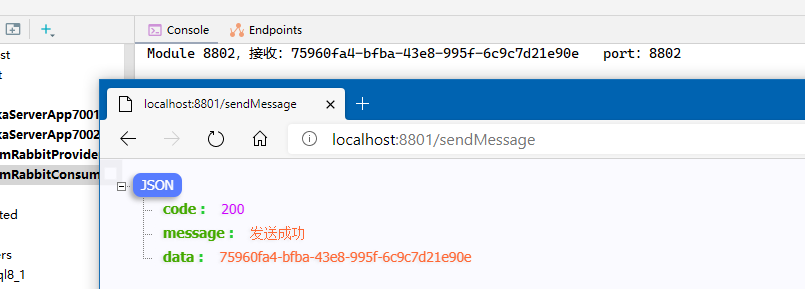 Console Endpoints
Module 8802，接收：75960fa4-bfba-43e8-995f-6c9c7d21e90e port：8802
st
t
kaServerApp7001
kaServerApp7002
mRabbitProvider
mRabbitConsum
ted
ers
ql8_1
localhost:8801/sendMessage
localhost:8801/sendMessage
JSON
code : 200
message : 发送成功
data : 75960fa4-bfba-43e8-995f-6c9c7d21e90e